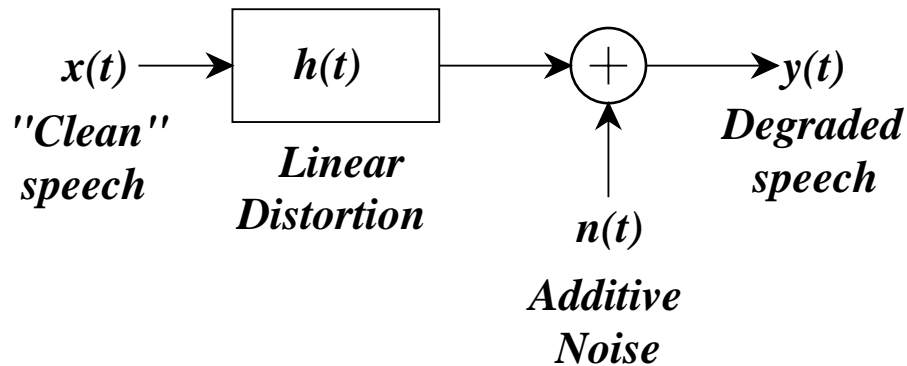 x(t)
"Clean"
speech
h(t)
Linear
Distortion
+
n(t)
Additive
Noise
y(t)
Degraded
speech